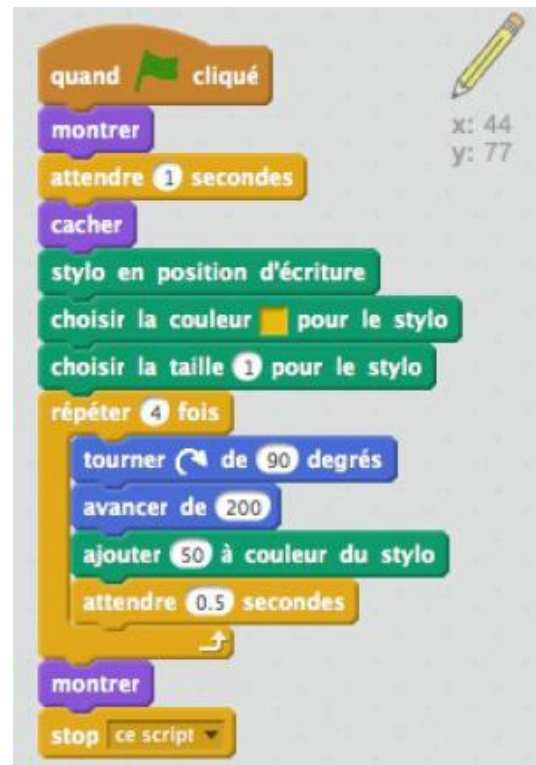 quand cliqué
montrer
x: 44
y: 77
attendre 1 secondes
cacher
stylo en position d'écriture
choisir la couleur pour le stylo
choisir la taille 1 pour le stylo
répéter 4 fois
tourner de 90 degrés
avancer de 200
ajouter 50 à couleur du stylo
attendre 0.5 secondes
montrer
stop ce script